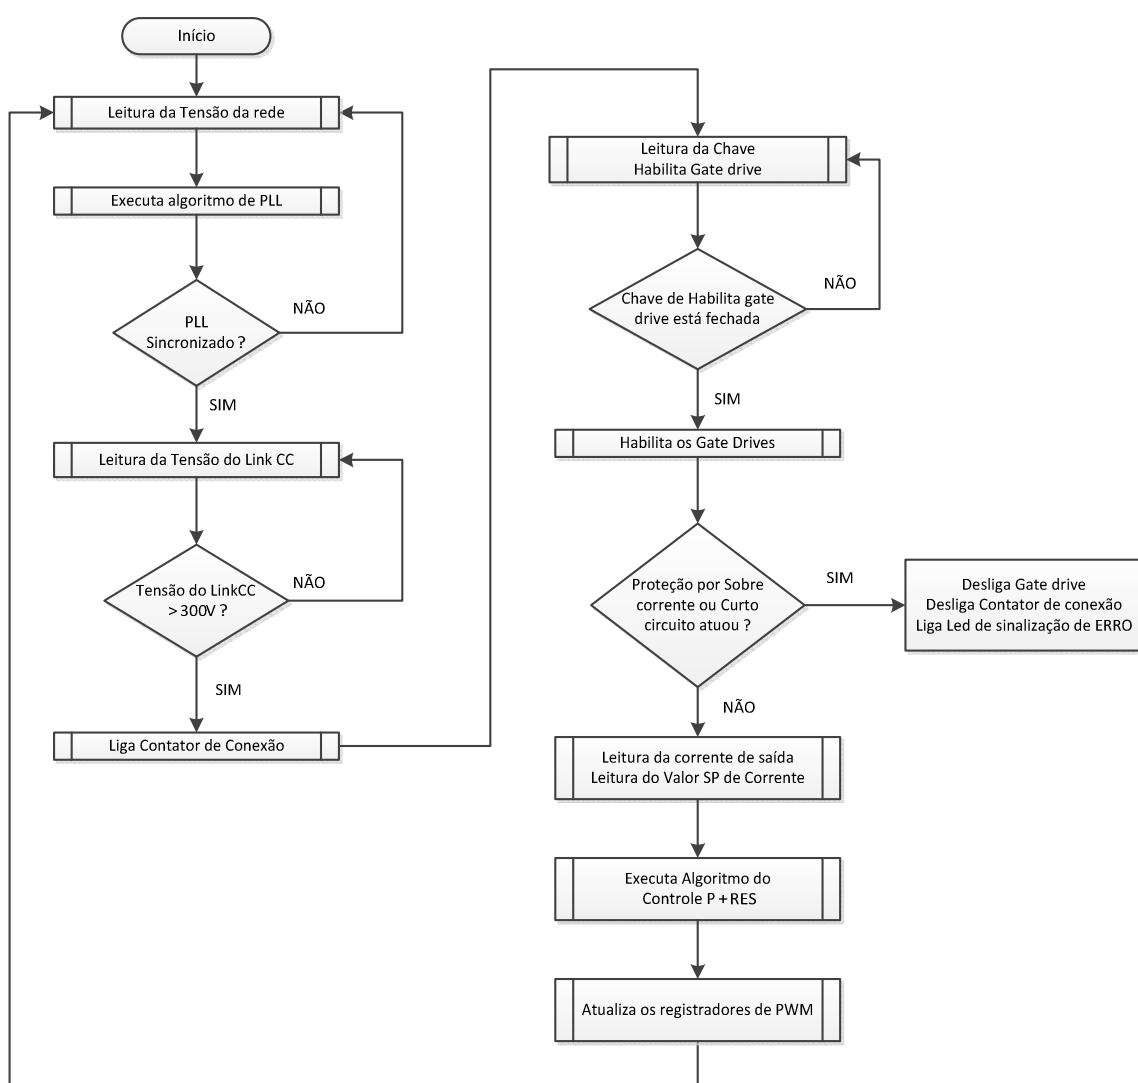 Início
Leitura da Tensão da rede
Executa algoritmo de PLL
PLL
Sincronizado ?
NÃO
SIM
Leitura da Tensão do Link CC
Tensão do LinkCC
> 300V ?
NÃO
SIM
Liga Contator de Conexão
Leitura da Chave
Habilita Gate drive
Chave de Habilita gate
drive está fechada
NÃO
SIM
Habilita os Gate Drives
Proteção por Sobre
corrente ou Curto
circuito atuou ?
SIM
Desliga Gate drive
Desliga Contator de conexão
Liga Led de sinalização de ERRO
NÃO
Leitura da corrente de saída
Leitura do Valor SP de Corrente
Executa Algoritmo do
Controle P + RES
Atualiza os registradores de PWM